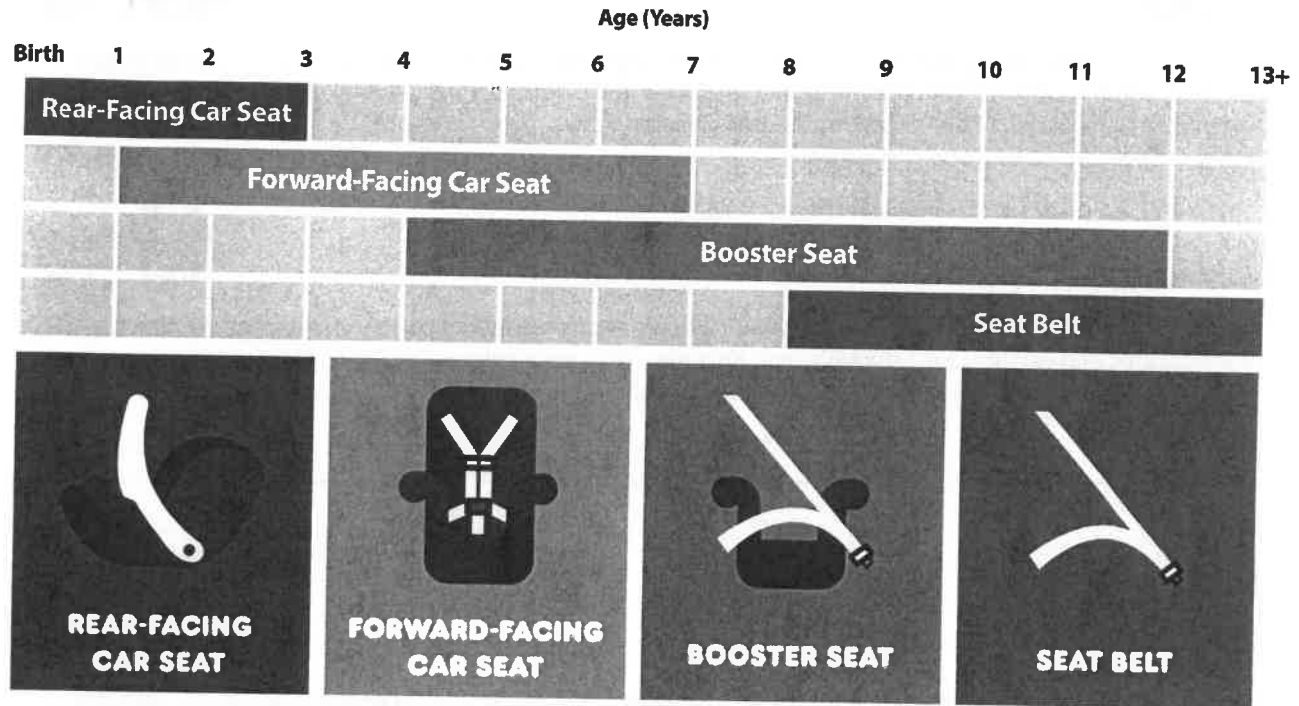 Age (Years)
Birth 1 2 3 4 5 6 7 8 9 10 11 12 13+
Rear-Facing Car Seat
Forward-Facing Car Seat
Booster Seat
Seat Belt
REAR-FACING
CAR SEAT
FORWARD-FACING
CAR SEAT
BOOSTER SEAT
SEAT BELT